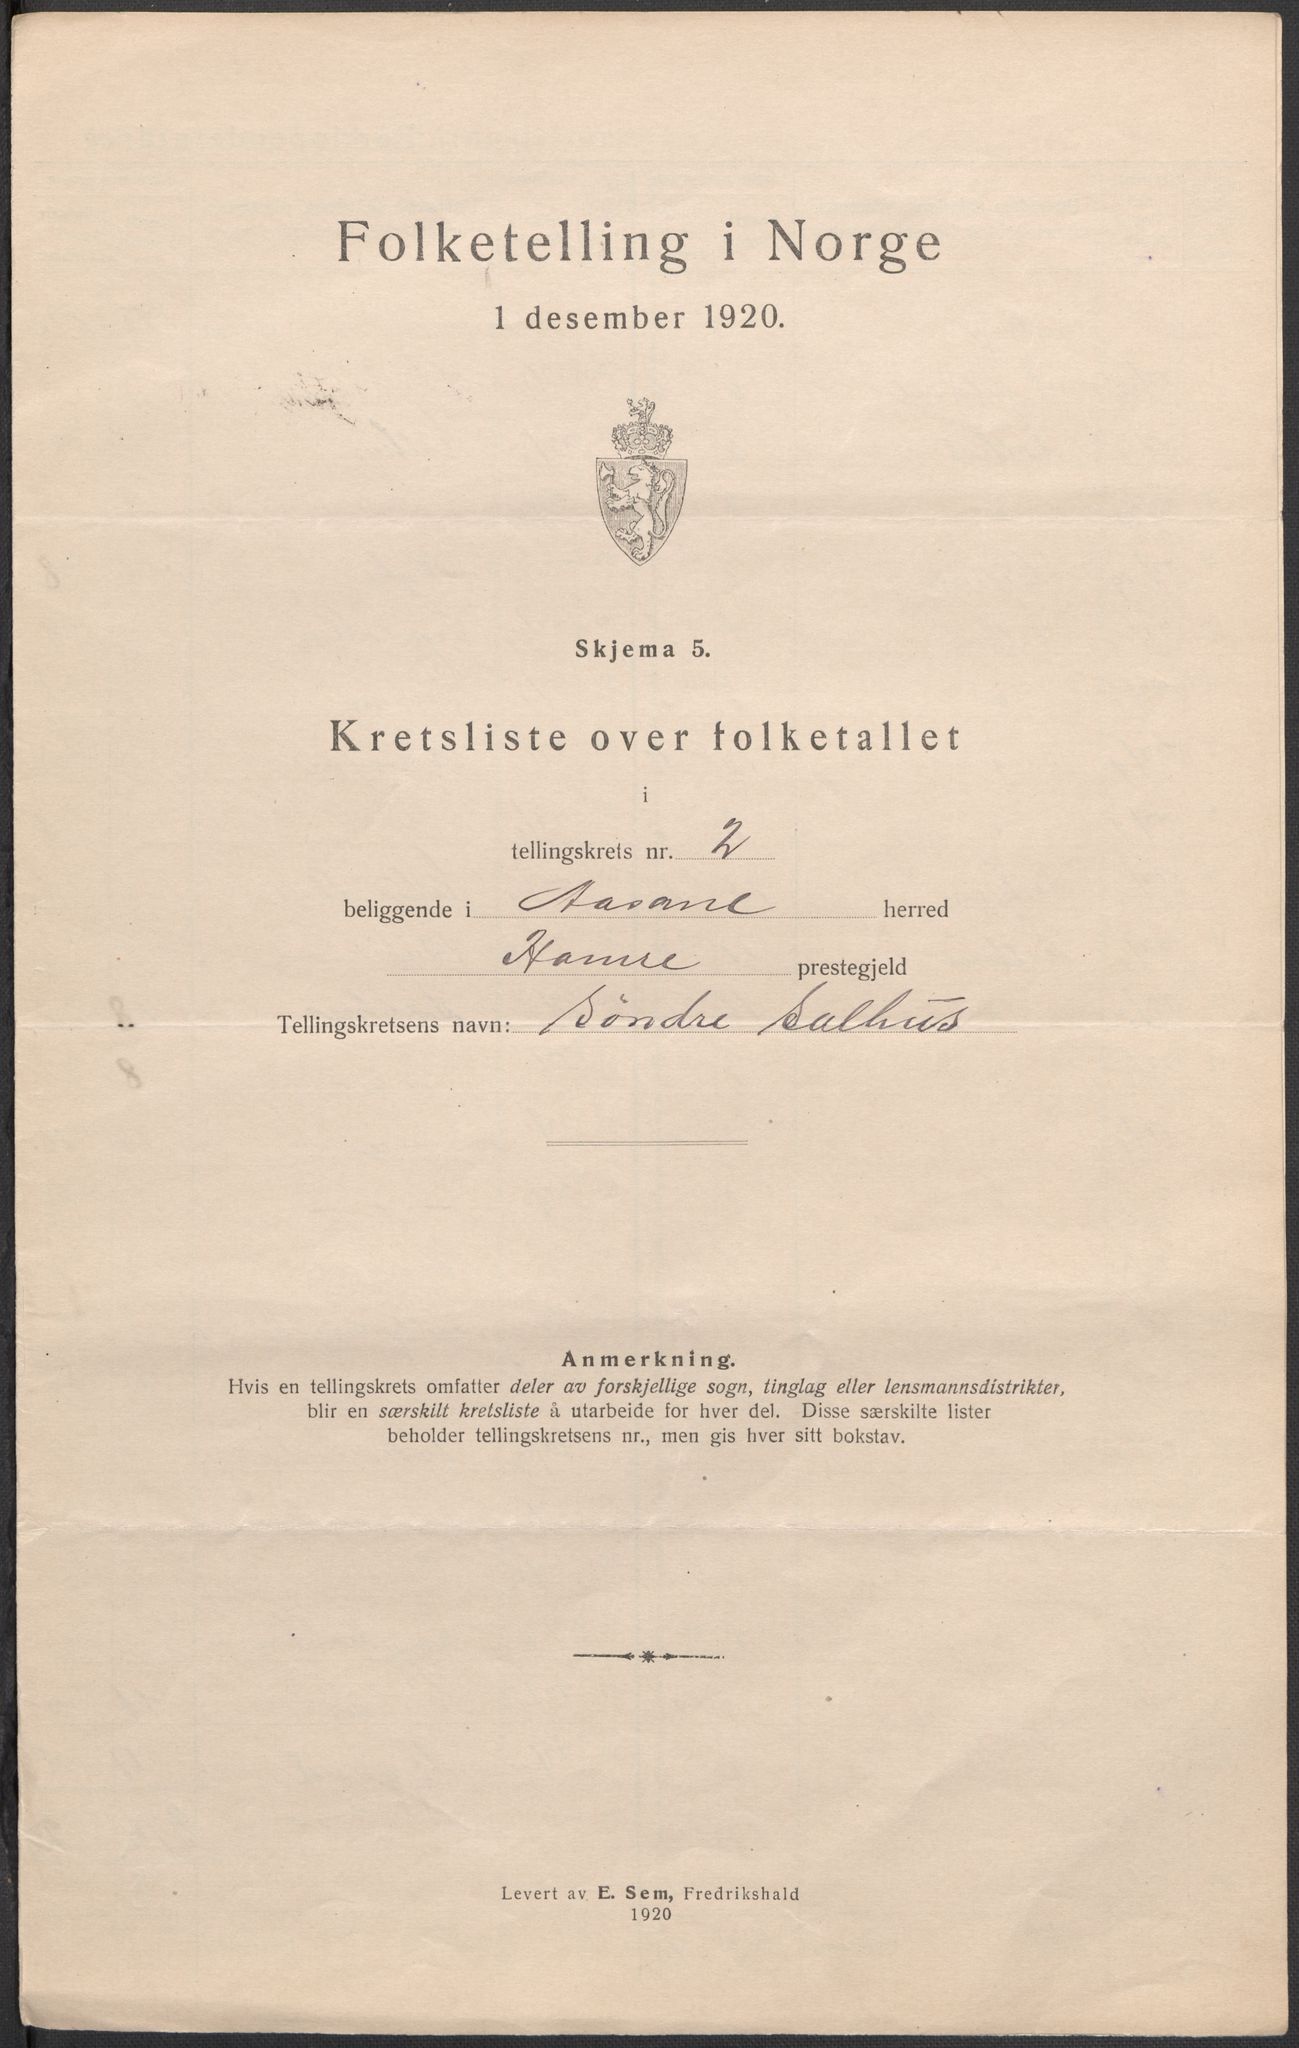 Folketelling i Norge
1 desember 1920.
Skjema 5.
Kretsliste over folketallet
i
tellingskrets nr. 2
beliggende i Aasane herred
Hamre prestegjeld
Tellingskretsens navn: Söndre Salhus
Anmerkning.
Hvis en tellingskrets omfatter deler av forskjellige sogn, tinglag eller lensmannsdistrikter,
blir en særskilt kretsliste å utarbeide for hver del. Disse særskilte lister
beholder tellingskretsens nr., men gis hver sitt bokstav.
Levert av E. Sem, Fredrikshald
1920